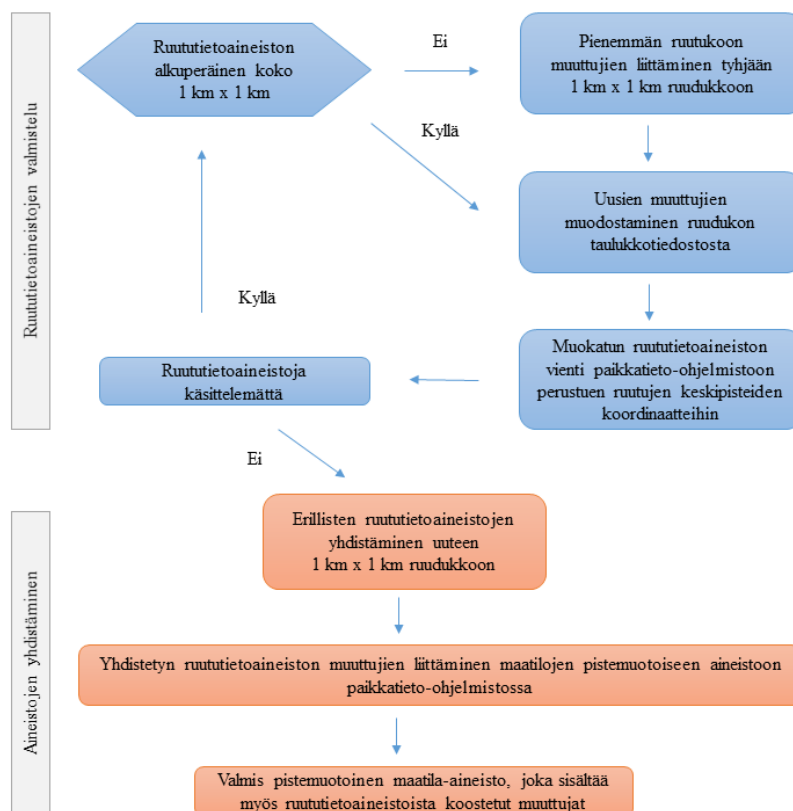 Ruututietoaineistojen valmistelu
Ruututietoaineiston
alkuperäinen koko
1 km x 1 km
Ei
Pienemmän ruutukoon
muuttujien liittäminen tyhjään
1 km x 1 km ruudukkoon
Kyllä
Uusien muuttujien
muodostaminen ruudukon
taulukkotiedostosta
Kyllä
Muokatun ruututietoaineiston
vienti paikkatieto-ohjelmistoon
perustuen ruutujen keskipisteiden
koordinaatteihin
Ruututietoaineistoja
käsittelemättä
Ei
Aineistojen yhdistäminen
Erillisten ruututietoaineistojen
yhdistäminen uuteen
1 km x 1 km ruudukkoon
Yhdistetyn ruututietoaineiston muuttujien liittäminen maatilojen pistemuotoiseen aineistoon
paikkatieto-ohjelmistossa
Valmis pistemuotoinen maatila-aineisto, joka sisältää
myös ruututietoaineistoista koostetut muuttujat